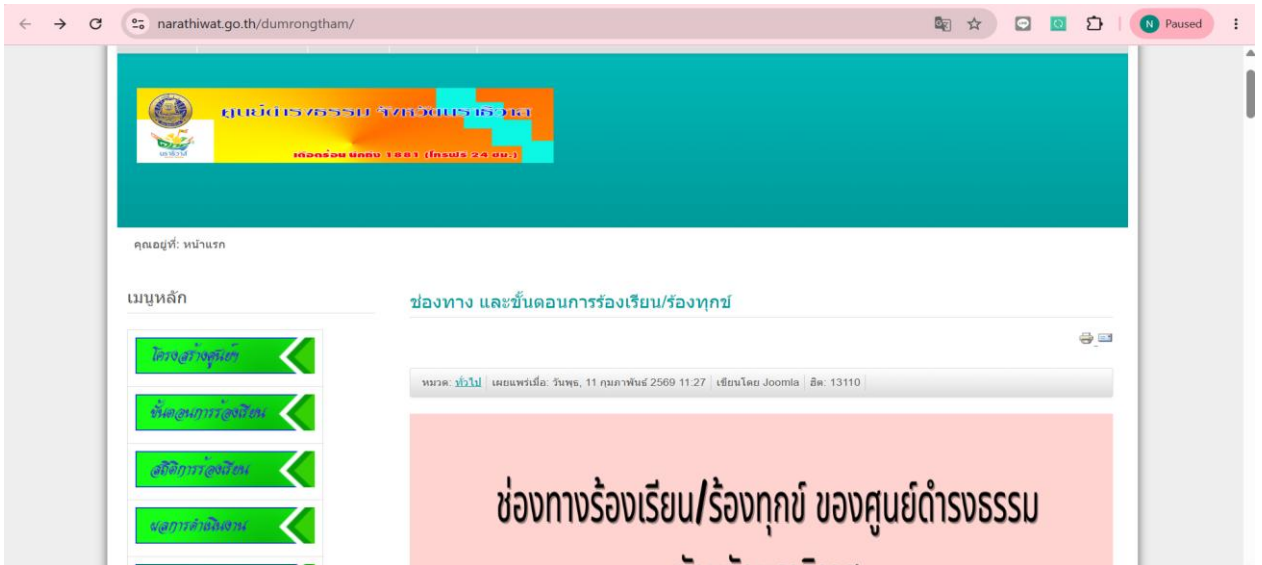 narathiwat.go.th/dumrongtham/
N Paused
ศูนย์ดำรงธรรม จังหวัดนราธิวาส
เดือดร้อน แถลง 1881 (โทรฟรี 24 ชม.)
คุณอยู่ที่: หน้าแรก
เมนูหลัก
ช่องทาง และขั้นตอนการร้องเรียน/ร้องทุกข์
โครงสร้างศูนย์ฯ
หมวด: ทั่วไป เผยแพร่เมื่อ: วันพุธ, 11 กุมภาพันธ์ 2569 11:27 เขียนโดย Joomla ฮิต: 13110
ขั้นตอนการร้องเรียน
สถิติการร้องเรียน
ผลการดำเนินงาน
ช่องทางร้องเรียน/ร้องทุกข์ ของศูนย์ดำรงธรรม